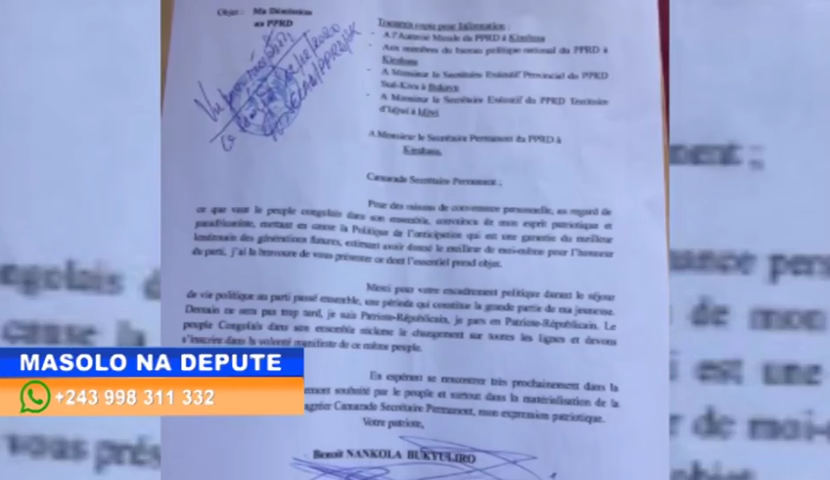 Objet : Ma Démission
au PPRD
Transmis copie pour Information :
- A l'Autorité Morale du PPRD à Kinshasa
- Aux membres du bureau politique national du PPRD à
Kinshasa
- A Monsieur le Secrétaire Exécutif Provincial du PPRD
Sud-Kivu à Bukavu
- A Monsieur le Secrétaire Exécutif du PPRD Territoire
d'Idjwi à Idjwi
A Monsieur le Secrétaire Permanent du PPRD à
Kinshasa.
Camarade Secrétaire Permanent ;
Pour des raisons de convenance personnelle, au regard de
ce que vaut le peuple congolais dans son ensemble, convaincu de mon esprit patriotique et
panafricaniste, mettant en cause la Politique de l'anticipation qui est une garantie du meilleur
lendemain des générations futures, estimant avoir donné le meilleur de moi-même pour l'honneur
du parti, j'ai la bravoure de vous présenter ce dont l'essentiel prend objet.
Merci pour votre encadrement politique durant le séjour
de vie politique au parti passé ensemble, une période qui constitue la grande partie de ma jeunesse.
Demain ne sera pas trop tard, je suis Patriote-Républicain, je pars en Patriote-Républicain. Le
peuple Congolais dans son ensemble réclame le changement sur toutes les lignes et devons
s'inscrire dans la volonté manifeste de ce même peuple.
En espérant se rencontrer très prochainement dans la
souhaité par le peuple et surtout dans la matérialisation de la
agréer Camarade Secrétaire Permanent, mon expression patriotique.
Votre patriote,
Benoit NANKOLA BUKYULIRO
MASOLO NA DEPUTE
+243 998 311 332